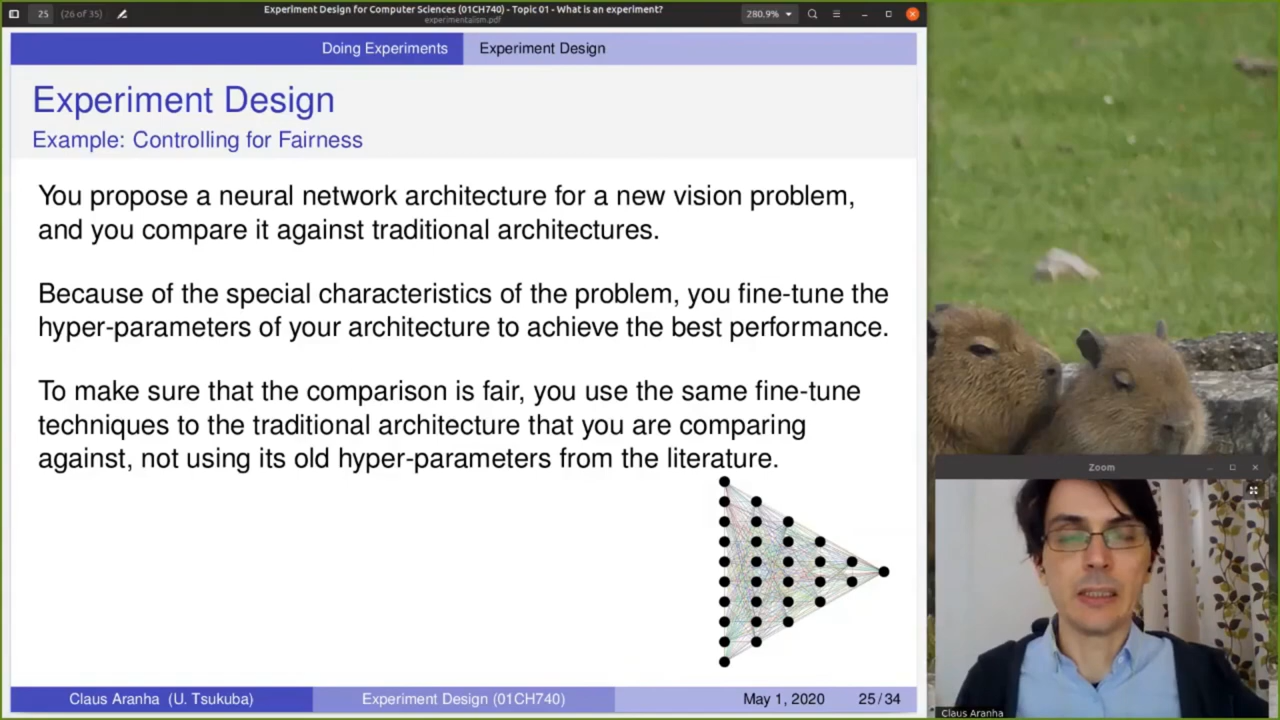 25 (26 of 35) Experiment Design for Computer Sciences (01CH740) - Topic 01 - What is an experiment? 280.9%
experimentalism.pdf
Doing Experiments Experiment Design
Experiment Design
Example: Controlling for Fairness
You propose a neural network architecture for a new vision problem,
and you compare it against traditional architectures.
Because of the special characteristics of the problem, you fine-tune the
hyper-parameters of your architecture to achieve the best performance.
To make sure that the comparison is fair, you use the same fine-tune
techniques to the traditional architecture that you are comparing
against, not using its old hyper-parameters from the literature.
Zoom
Claus Aranha (U. Tsukuba) Experiment Design (01CH740) May 1, 2020 25/34
Claus Aranha